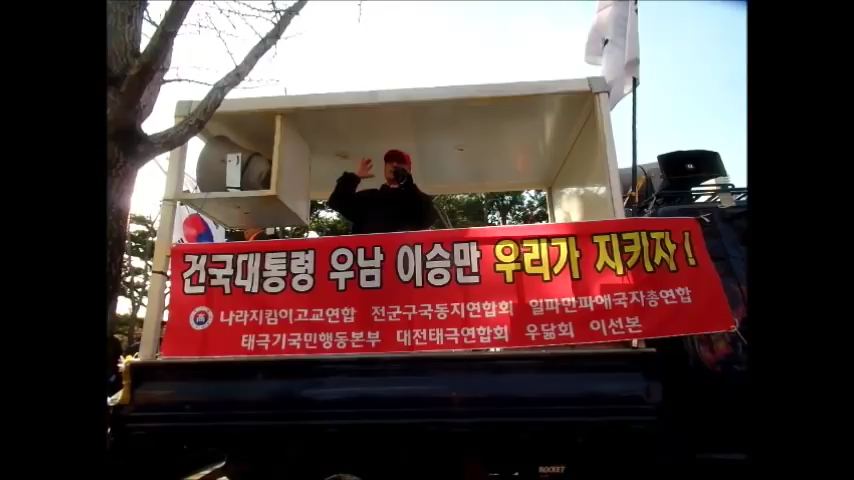 건국대통령 우남 이승만 우리가 지키자!
나라지킴이고교연합 전군구국동지연합회 일파만파애국자총연합
태극기국민행동본부 대전태극연합회 우닮회 이선본
ROCKET